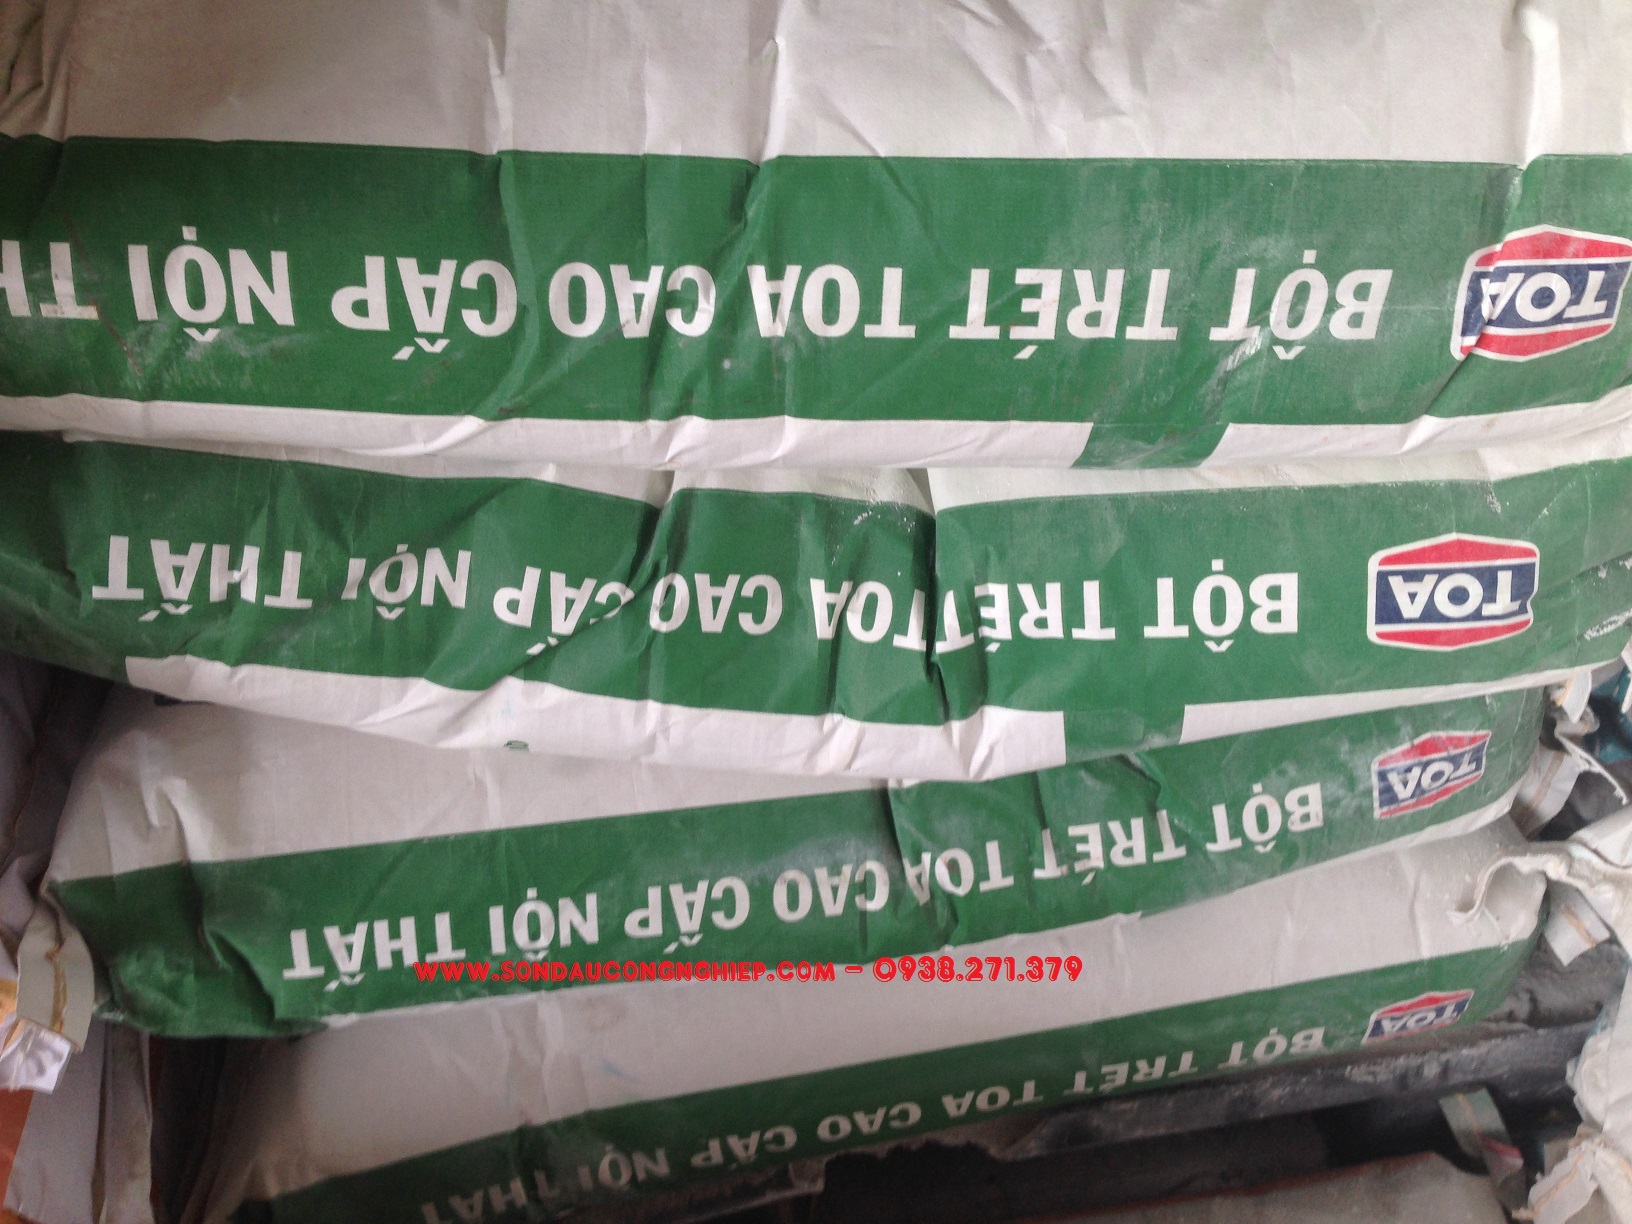 BỘT TRÉT TOA CAO CẤP NỘI TH
TOA
BỘT TRÉT TOA CAO CẤP NỘI THẤT
TOA
BỘT TRÉT TOA CAO CẤP NỘI THẤT
TOA
www.sondaucongnghiep.com - 0938.271.379
BỘT TRÉT TOA CAO CẤP NỘI THẤT
TOA